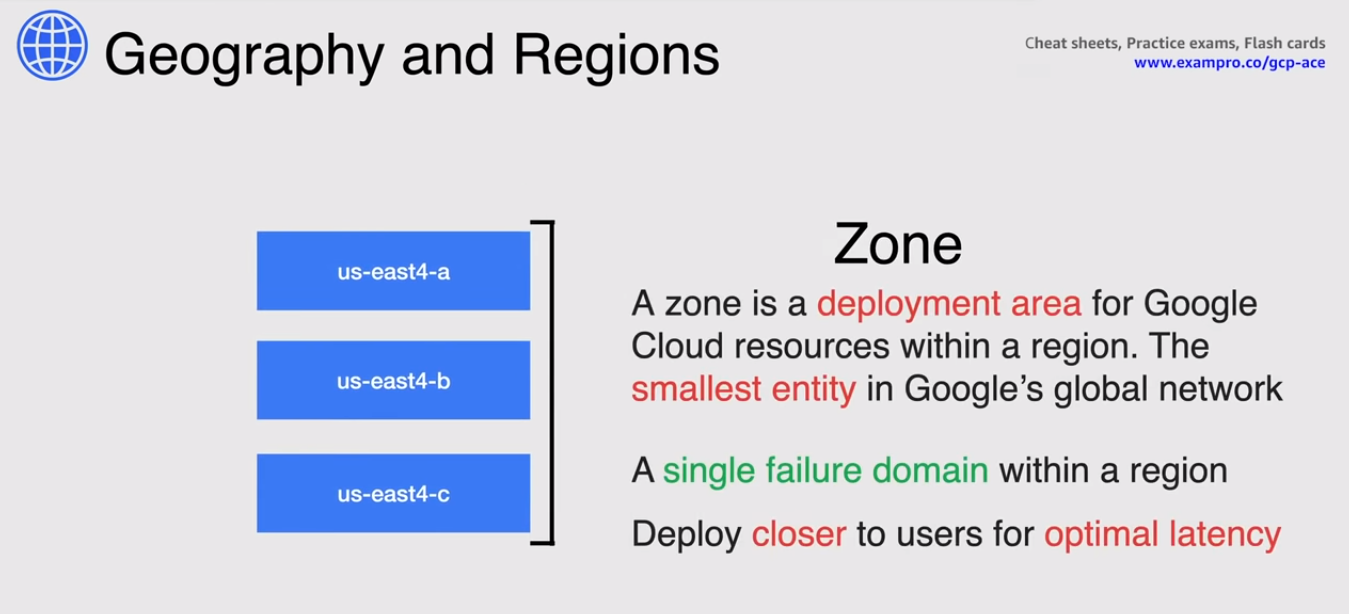 Geography and Regions
Cheat sheets, Practice exams, Flash cards
www.exampro.co/gcp-ace
us-east4-a
us-east4-b
us-east4-c
Zone
A zone is a deployment area for Google
Cloud resources within a region. The
smallest entity in Google’s global network
A single failure domain within a region
Deploy closer to users for optimal latency